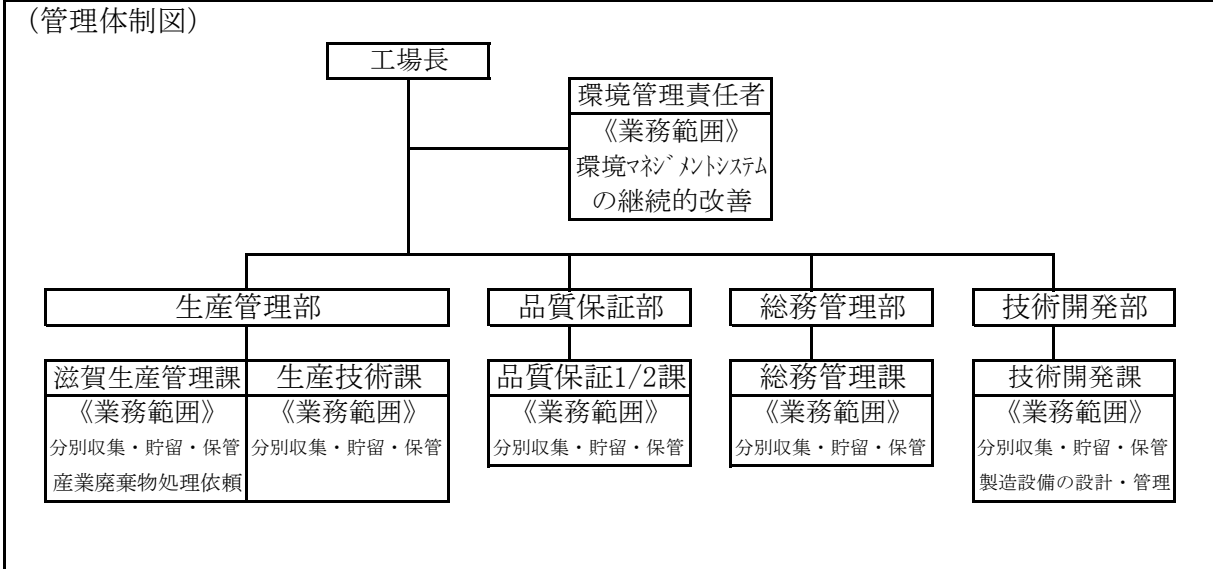 (管理体制図)
工場長
環境管理責任者
《業務範囲》
環境ﾏﾈｼﾞﾒﾝﾄｼｽﾃﾑ
の継続的改善
生産管理部
品質保証部
総務管理部
技術開発部
滋賀生産管理課
《業務範囲》
分別収集・貯留・保管
産業廃棄物処理依頼
生産技術課
《業務範囲》
分別収集・貯留・保管
品質保証1/2課
《業務範囲》
分別収集・貯留・保管
総務管理課
《業務範囲》
分別収集・貯留・保管
技術開発課
《業務範囲》
分別収集・貯留・保管
製造設備の設計・管理